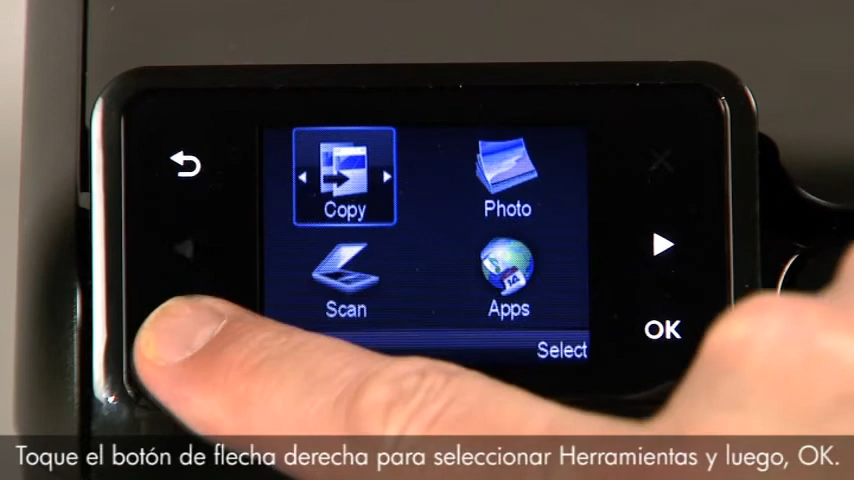 Copy
Photo
Scan
Apps
Select
OK
Toque el botón de flecha derecha para seleccionar Herramientas y luego, OK.